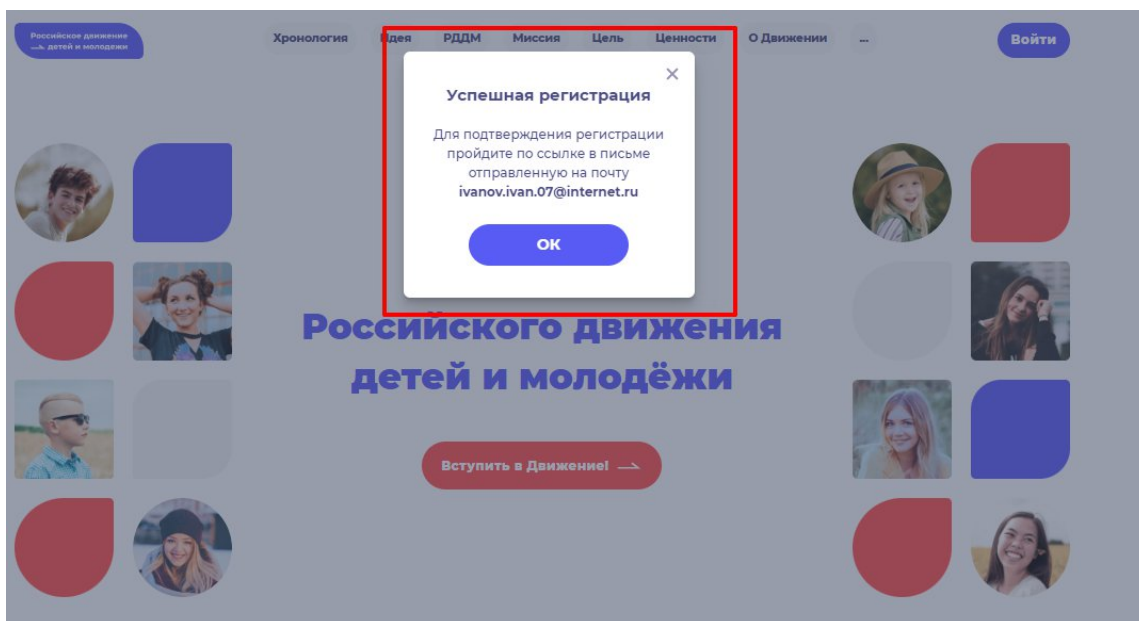 Российское движение
детей и молодежи
Хронология Идея РДДМ Миссия Цель Ценности О Движении ...
Войти
Успешная регистрация
Для подтверждения регистрации
пройдите по ссылке в письме
отправленную на почту
ivanov.ivan.07@internet.ru
ОК
Российского движения
детей и молодёжи
Вступить в Движение!